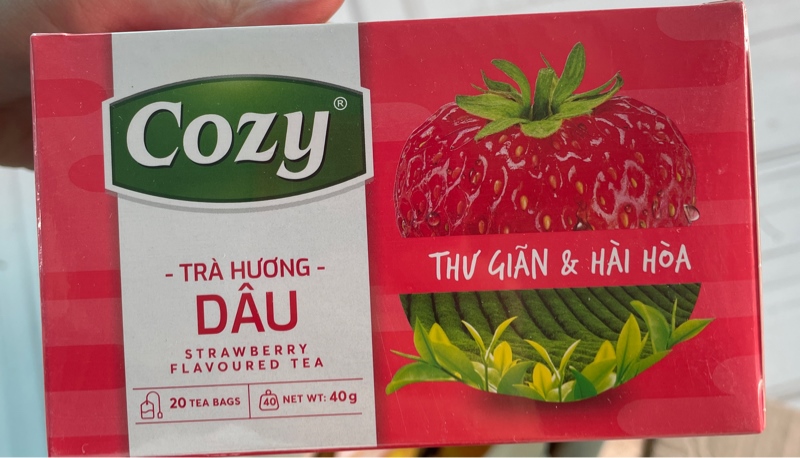 Cozy®
- TRÀ HƯƠNG -
DÂU
STRAWBERRY
FLAVOURED TEA
20 TEA BAGS
40 NET WT: 40g
THƯ GIÃN & HÀI HÒA